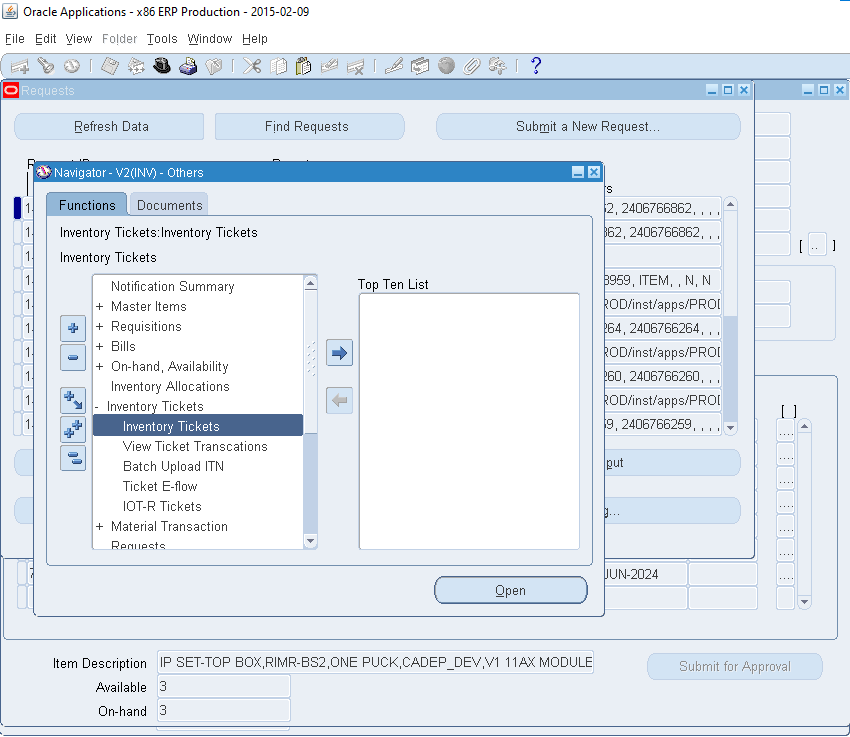 Oracle Applications - x86 ERP Production - 2015-02-09
File Edit View Folder Tools Window Help
?
Requests
Refresh Data Find Requests Submit a New Request...
Navigator - V2(INV) - Others
Functions Documents
Inventory Tickets:Inventory Tickets
Inventory Tickets
Top Ten List
Notification Summary
+ Master Items
+ Requisitions
+ Bills
+ On-hand, Availability
Inventory Allocations
- Inventory Tickets
Inventory Tickets
View Ticket Transcations
Batch Upload ITN
Ticket E-flow
IOT-R Tickets
+ Material Transaction
Requests
Open
62, 2406766862, , , ,
862, 2406766862, , , ,
8959, ITEM, , N, N
ROD/inst/apps/PROD
264, 2406766264, , ,
ROD/inst/apps/PROD
260, 2406766260, , ,
ROD/inst/apps/PROD
59, 2406766259, , , ,
[ .. ]
[ ]
put
g...
JUN-2024
Item Description IP SET-TOP BOX,RIMR-BS2,ONE PUCK,CADEP_DEV,V1 11AX MODULE
Submit for Approval
Available 3
On-hand 3